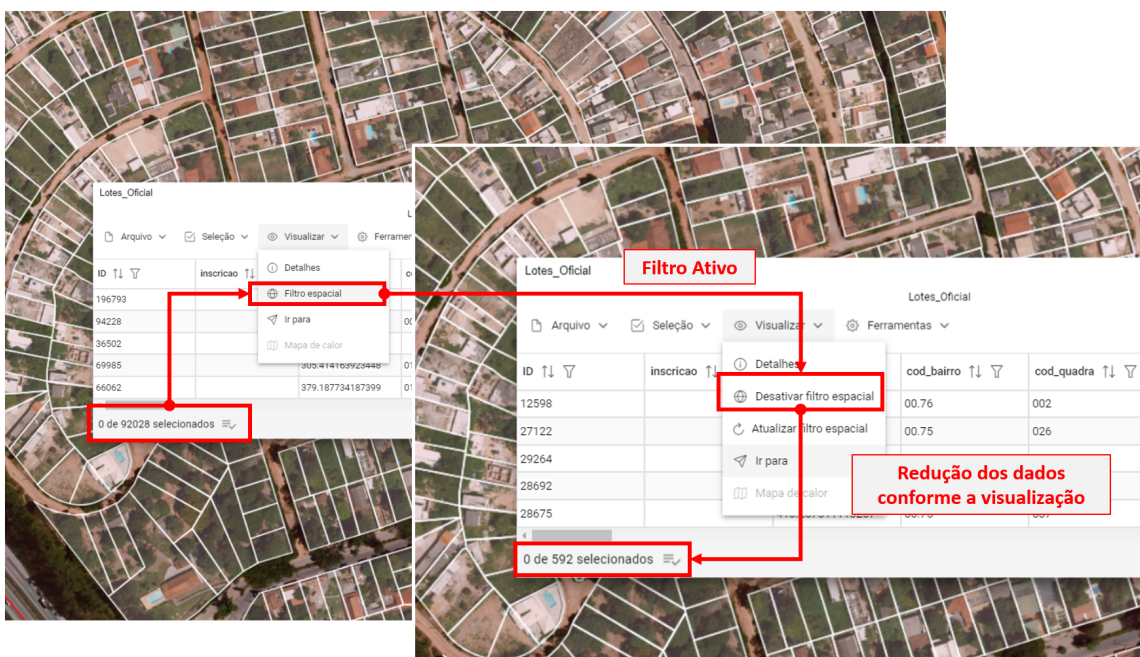 Lotes_Oficial
L
Arquivo Seleção Visualizar Ferramen
ID inscricao
Detalhes
Filtro espacial
Ir para
Mapa de calor
196793
94228
36502
69985 305.414163923448 01
66062 379.187734187399 01
0 de 92028 selecionados
Filtro Ativo
Lotes_Oficial
Lotes_Oficial
Arquivo Seleção Visualizar Ferramentas
ID inscricao cod_bairro cod_quadra
Detalhes
Desativar filtro espacial
Atualizar filtro espacial
Ir para
Mapa de calor
12598 00.76 002
27122 00.75 026
29264
28692
28675
Redução dos dados
conforme a visualização
0 de 592 selecionados